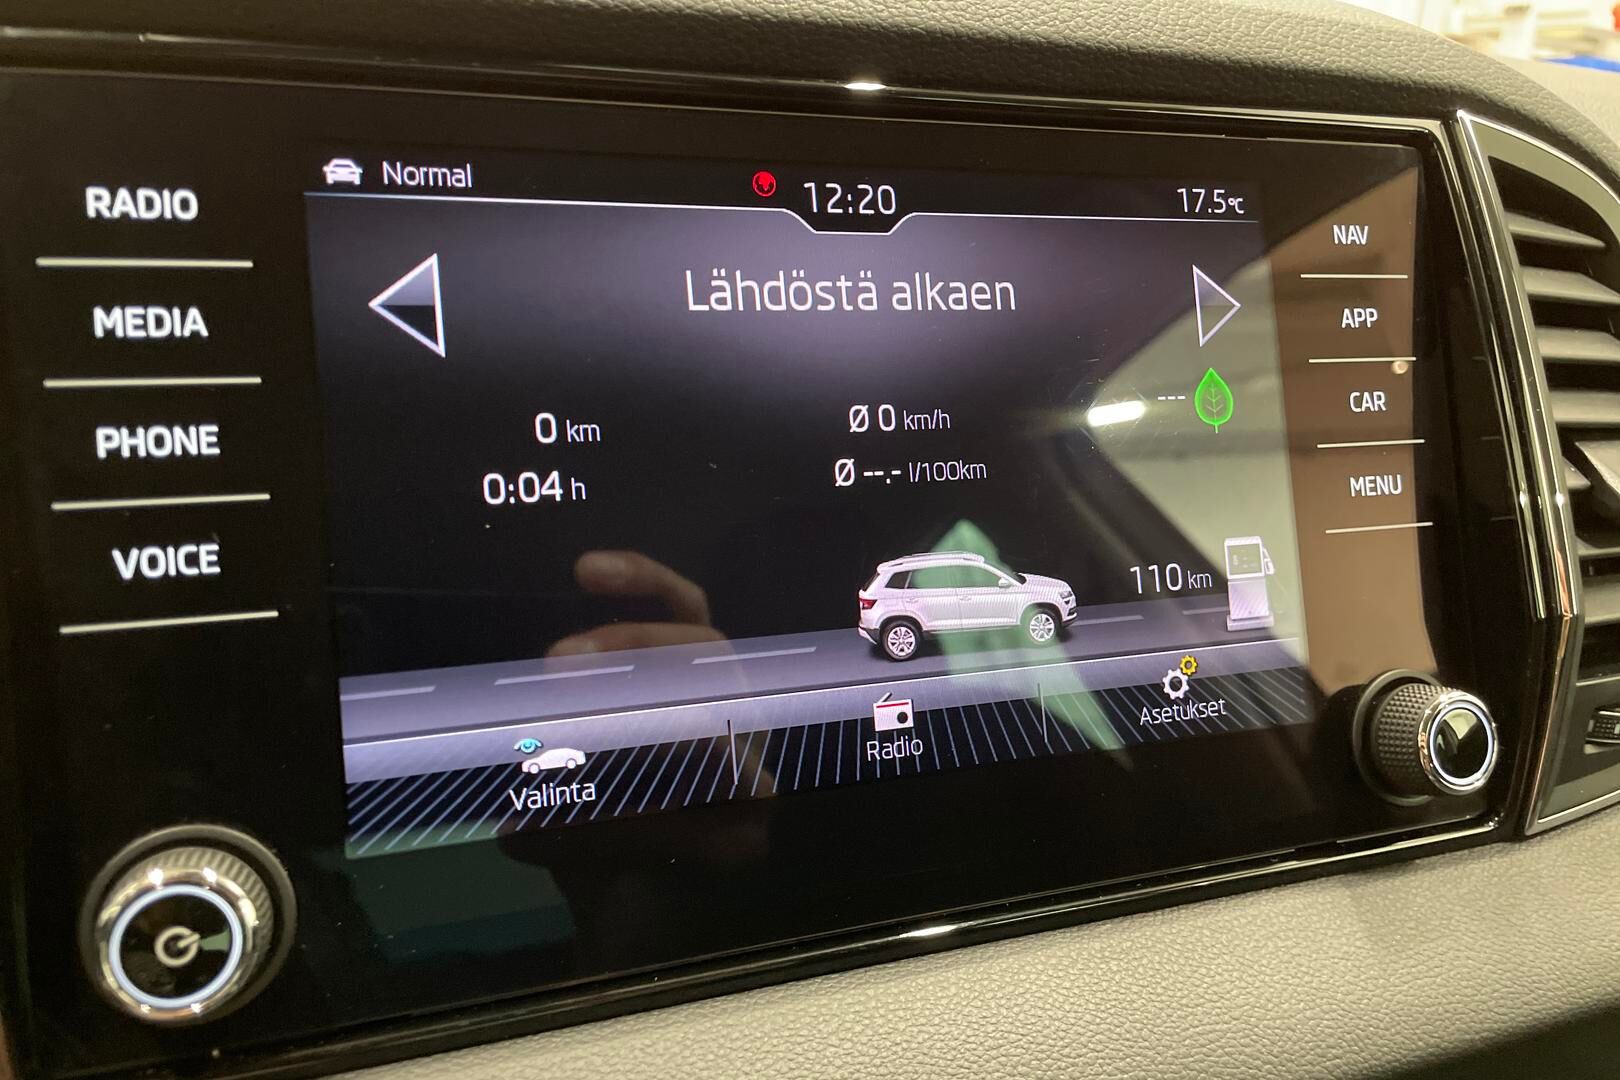 RADIO
MEDIA
PHONE
VOICE
Normal
12:20
17.5°C
Lähdöstä alkaen
0 km
0:04 h
Ø 0 km/h
Ø --.- l/100km
---
110 km
Valinta
Radio
Asetukset
NAV
APP
CAR
MENU